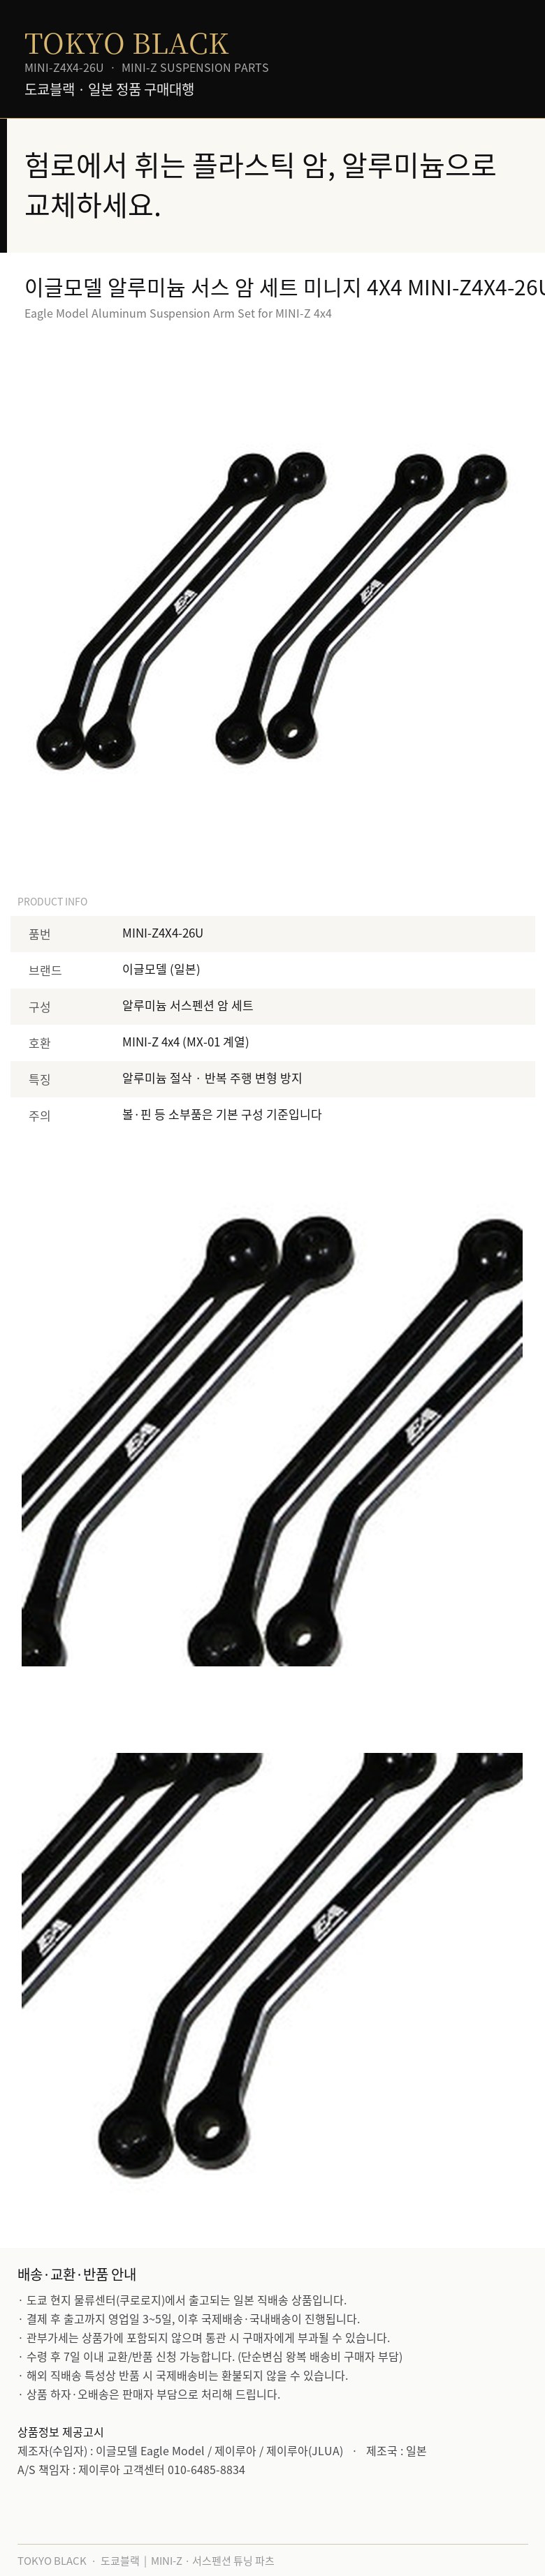 TOKYO BLACK
MINI-Z4X4-26U · MINI-Z SUSPENSION PARTS
도쿄블랙 · 일본 정품 구매대행
험로에서 휘는 플라스틱 암, 알루미늄으로
교체하세요.
이글모델 알루미늄 서스 암 세트 미니지 4X4 MINI-Z4X4-26U
Eagle Model Aluminum Suspension Arm Set for MINI-Z 4x4
EA
EA
PRODUCT INFO
품번 MINI-Z4X4-26U
브랜드 이글모델 (일본)
구성 알루미늄 서스펜션 암 세트
호환 MINI-Z 4x4 (MX-01 계열)
특징 알루미늄 절삭 · 반복 주행 변형 방지
주의 볼·핀 등 소부품은 기본 구성 기준입니다
EA
EA
EA
EA
배송·교환·반품 안내
· 도쿄 현지 물류센터(쿠로로지)에서 출고되는 일본 직배송 상품입니다.
· 결제 후 출고까지 영업일 3~5일, 이후 국제배송·국내배송이 진행됩니다.
· 관부가세는 상품가에 포함되지 않으며 통관 시 구매자에게 부과될 수 있습니다.
· 수령 후 7일 이내 교환/반품 신청 가능합니다. (단순변심 왕복 배송비 구매자 부담)
· 해외 직배송 특성상 반품 시 국제배송비는 환불되지 않을 수 있습니다.
· 상품 하자·오배송은 판매자 부담으로 처리해 드립니다.
상품정보 제공고시
제조자(수입자) : 이글모델 Eagle Model / 제이루아 / 제이루아(JLUA) · 제조국 : 일본
A/S 책임자 : 제이루아 고객센터 010-6485-8834
TOKYO BLACK · 도쿄블랙 | MINI-Z · 서스펜션 튜닝 파츠